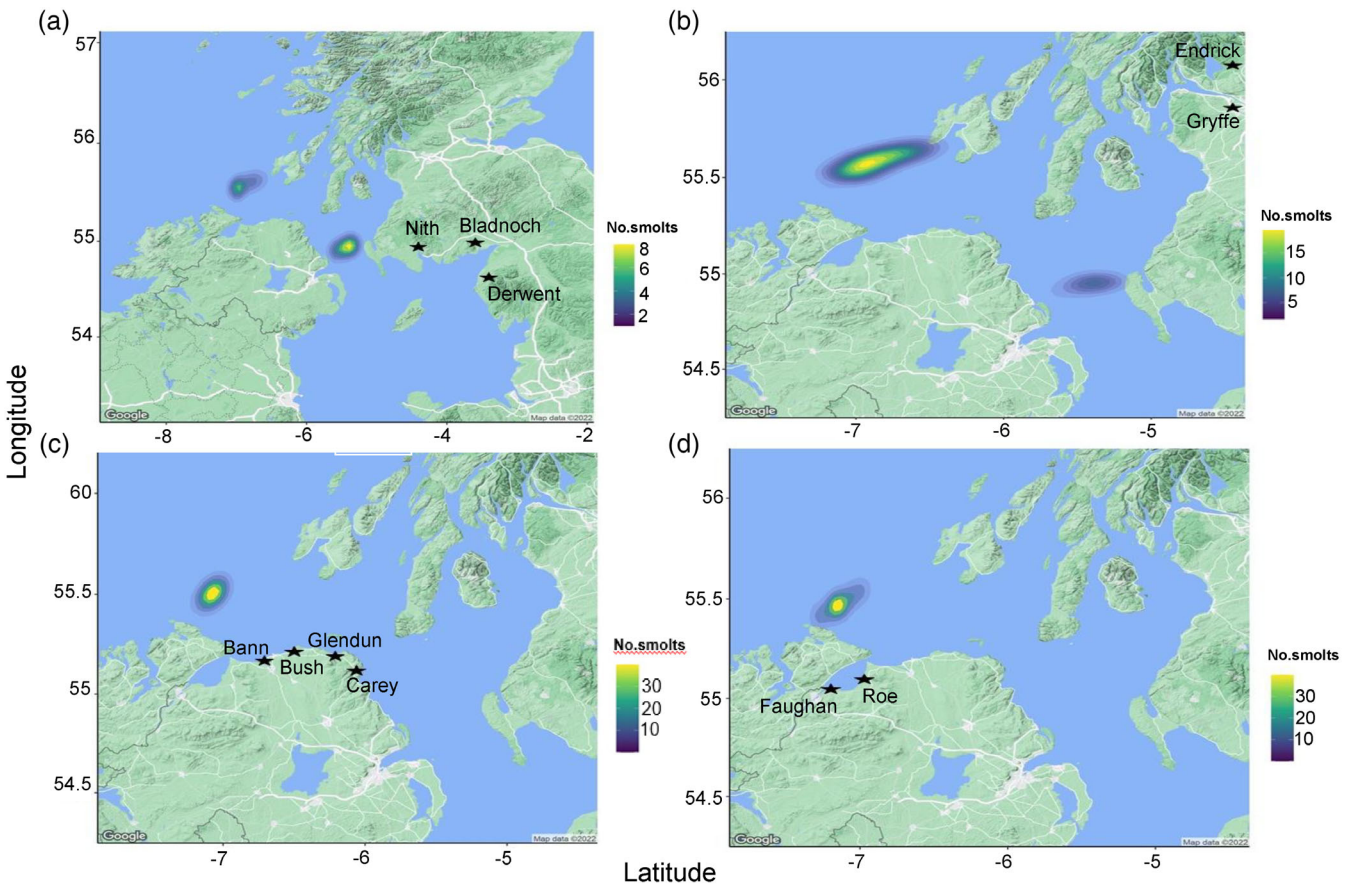 (a)
57
56
55
54
-8
-6
-4
-2
Nith
Bladnoch
Derwent
No.smolts
8
6
4
2
Google
Map data ©2022
(b)
56
55.5
55
54.5
-7
-6
-5
Endrick
Gryffe
No.smolts
15
10
5
Google
Map data ©2022
Longitude
(c)
60
55.5
55
54.5
-7
-6
-5
Bann
Bush
Glendun
Carey
No.smolts
30
20
10
Google
Map data ©2022
(d)
56
55.5
55
54.5
-7
-6
-5
Faughan
Roe
No.smolts
30
20
10
Google
Map data ©2022
Latitude